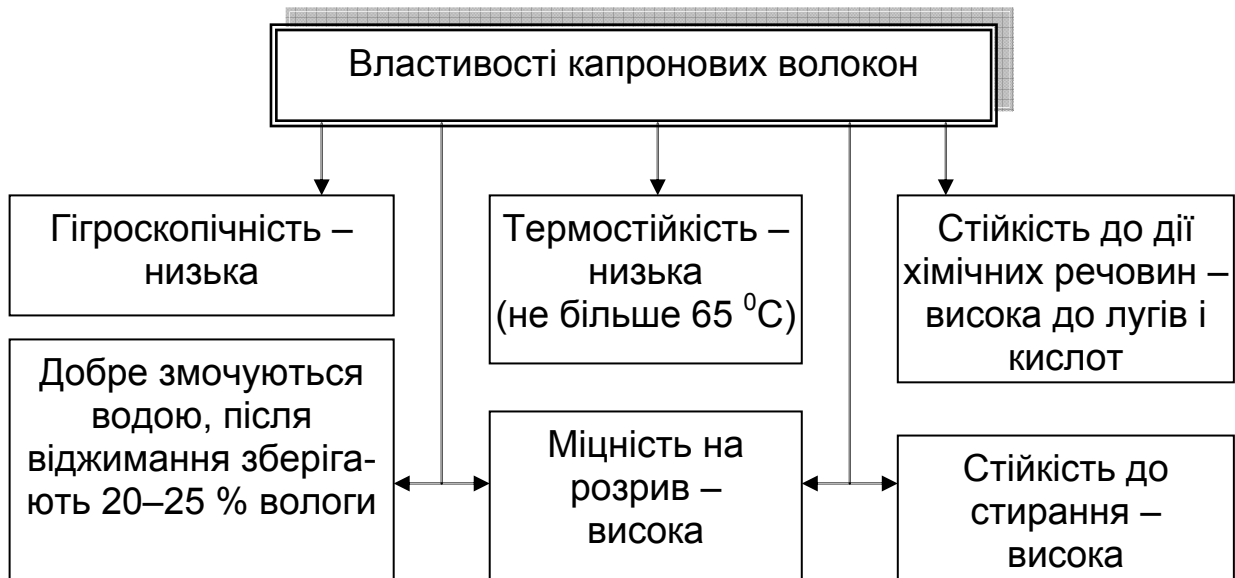 Властивості капронових волокон
Гігроскопічність –
низька
Термостійкість –
низька
(не більше 65 ⁰С)
Стійкість до дії
хімічних речовин –
висока до лугів і
кислот
Добре змочуються
водою, після
віджимання зберіга-
ють 20–25 % вологи
Міцність на
розрив –
висока
Стійкість до
стирання –
висока